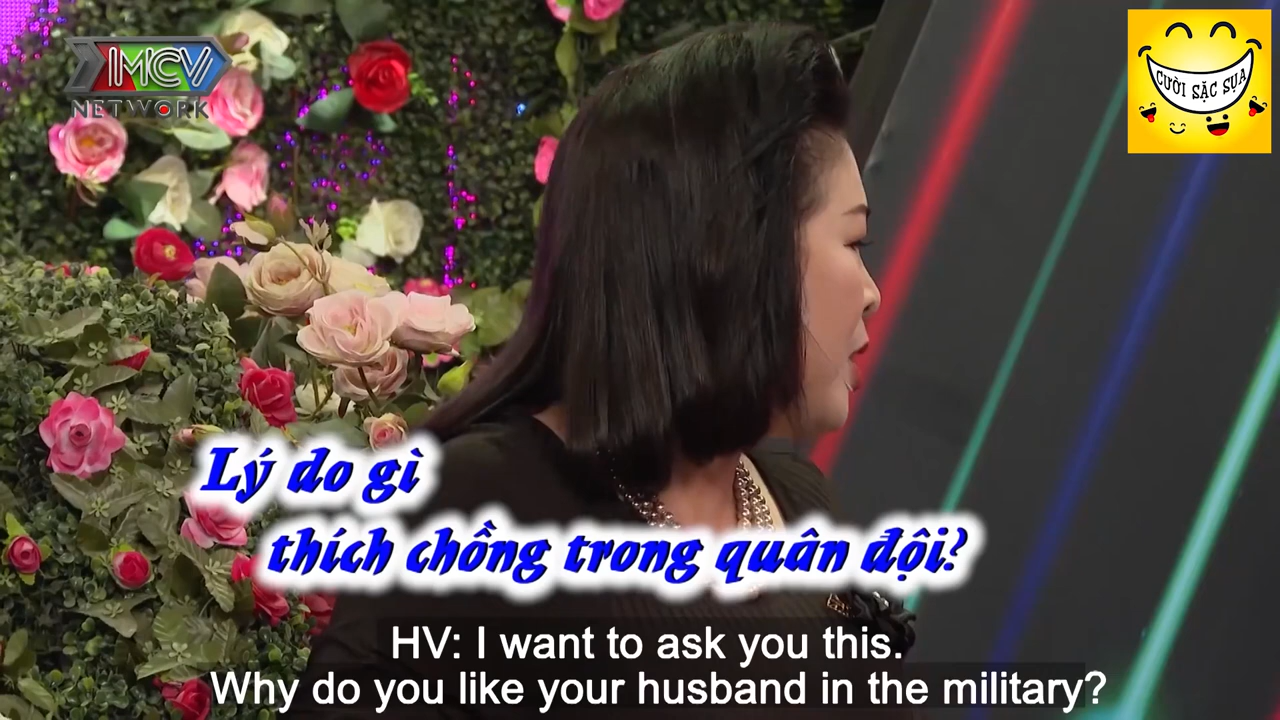 MCV
NETWORK
CƯỜI SẶC SỤA
Lý do gì
thích chồng trong quân đội?
HV: I want to ask you this.
Why do you like your husband in the military?